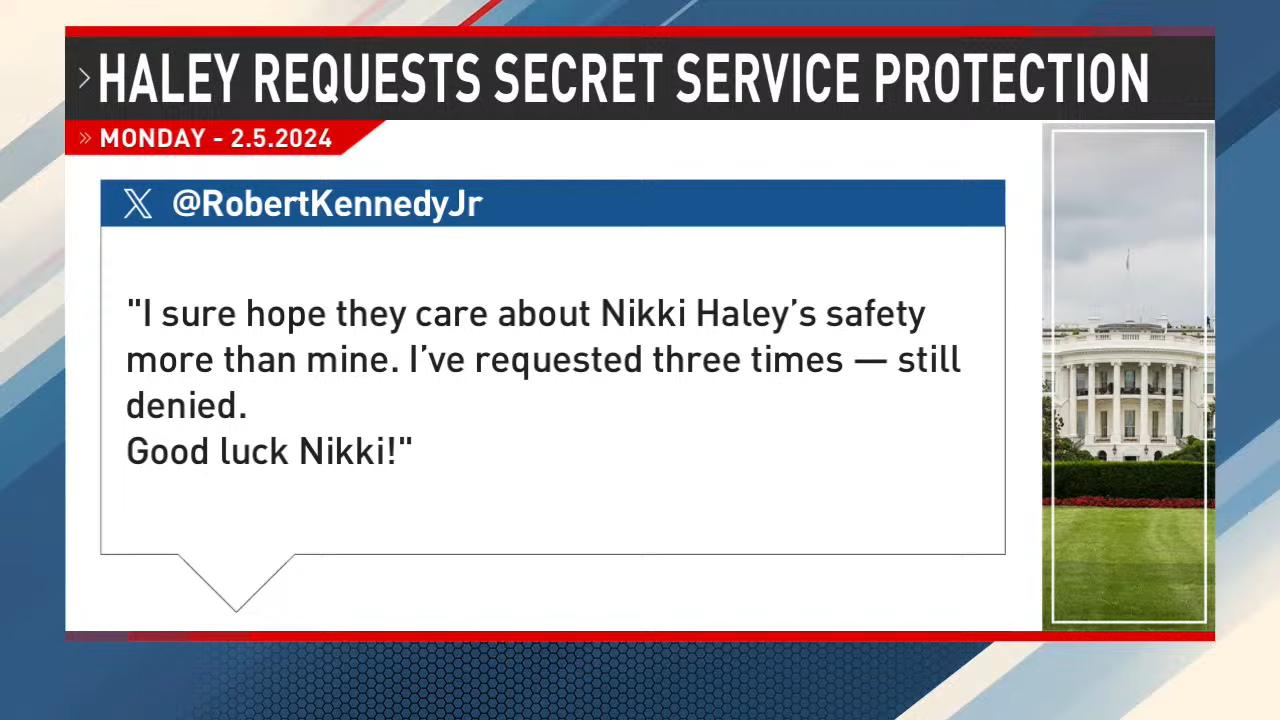 HALEY REQUESTS SECRET SERVICE PROTECTION
MONDAY - 2.5.2024
@RobertKennedyJr
"I sure hope they care about Nikki Haley’s safety
more than mine. I’ve requested three times — still
denied.
Good luck Nikki!"